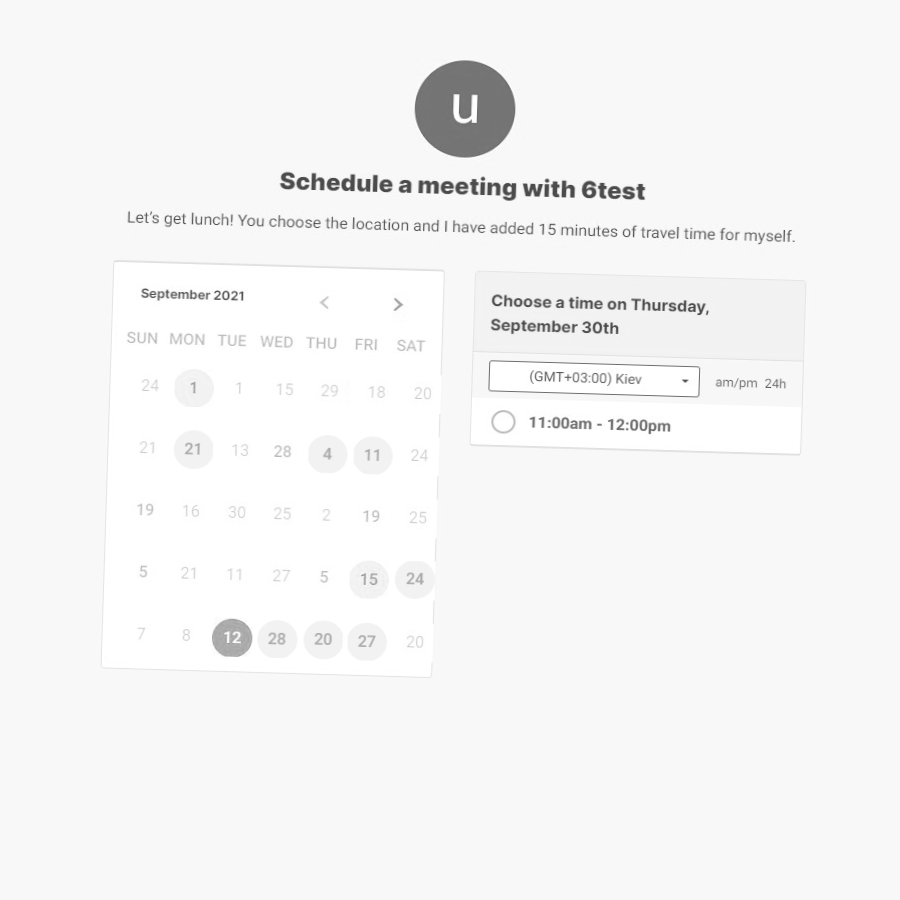 u
Schedule a meeting with 6test
Let's get lunch! You choose the location and I have added 15 minutes of travel time for myself.
September 2021
SUN MON TUE WED THU FRI SAT
24 1 1 15 29 18 20
21 21 13 28 4 11 24
19 16 30 25 2 19 25
5 21 11 27 5 15 24
7 8 12 28 20 27 20
Choose a time on Thursday,
September 30th
(GMT+03:00) Kiev am/pm 24h
11:00am - 12:00pm